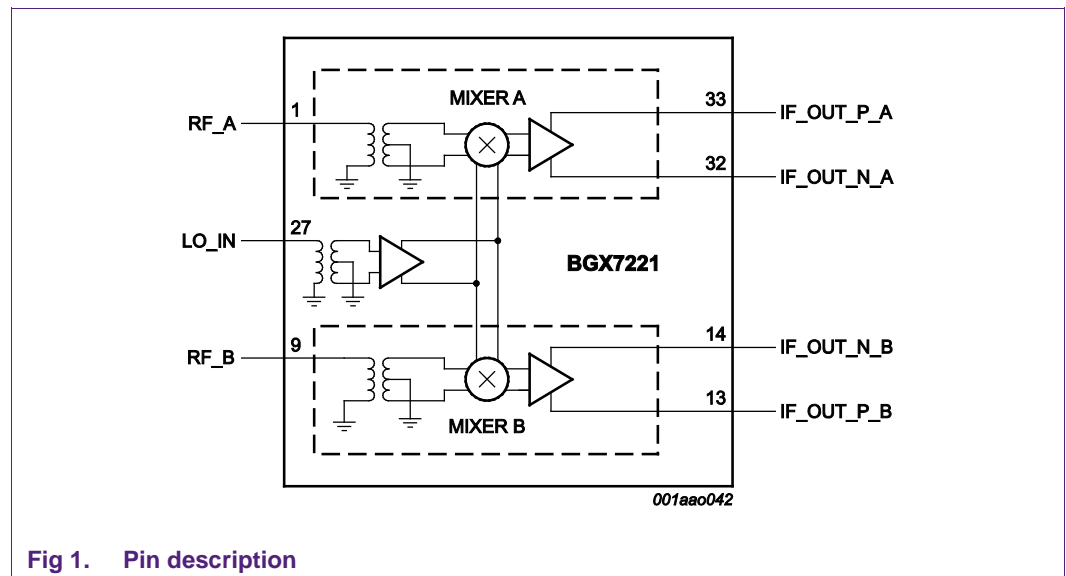 MIXER A
RF_A
1
33
IF_OUT_P_A
32
IF_OUT_N_A
LO_IN
27
BGX7221
RF_B
9
14
IF_OUT_N_B
13
IF_OUT_P_B
MIXER B
001aao042
Fig 1. Pin description